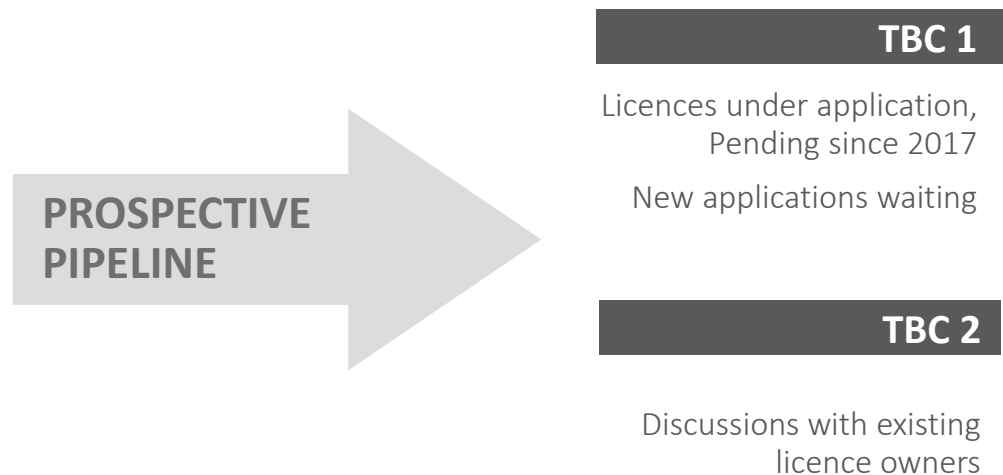 PROSPECTIVE
PIPELINE
TBC 1
Licences under application,
Pending since 2017
New applications waiting
TBC 2
Discussions with existing
licence owners